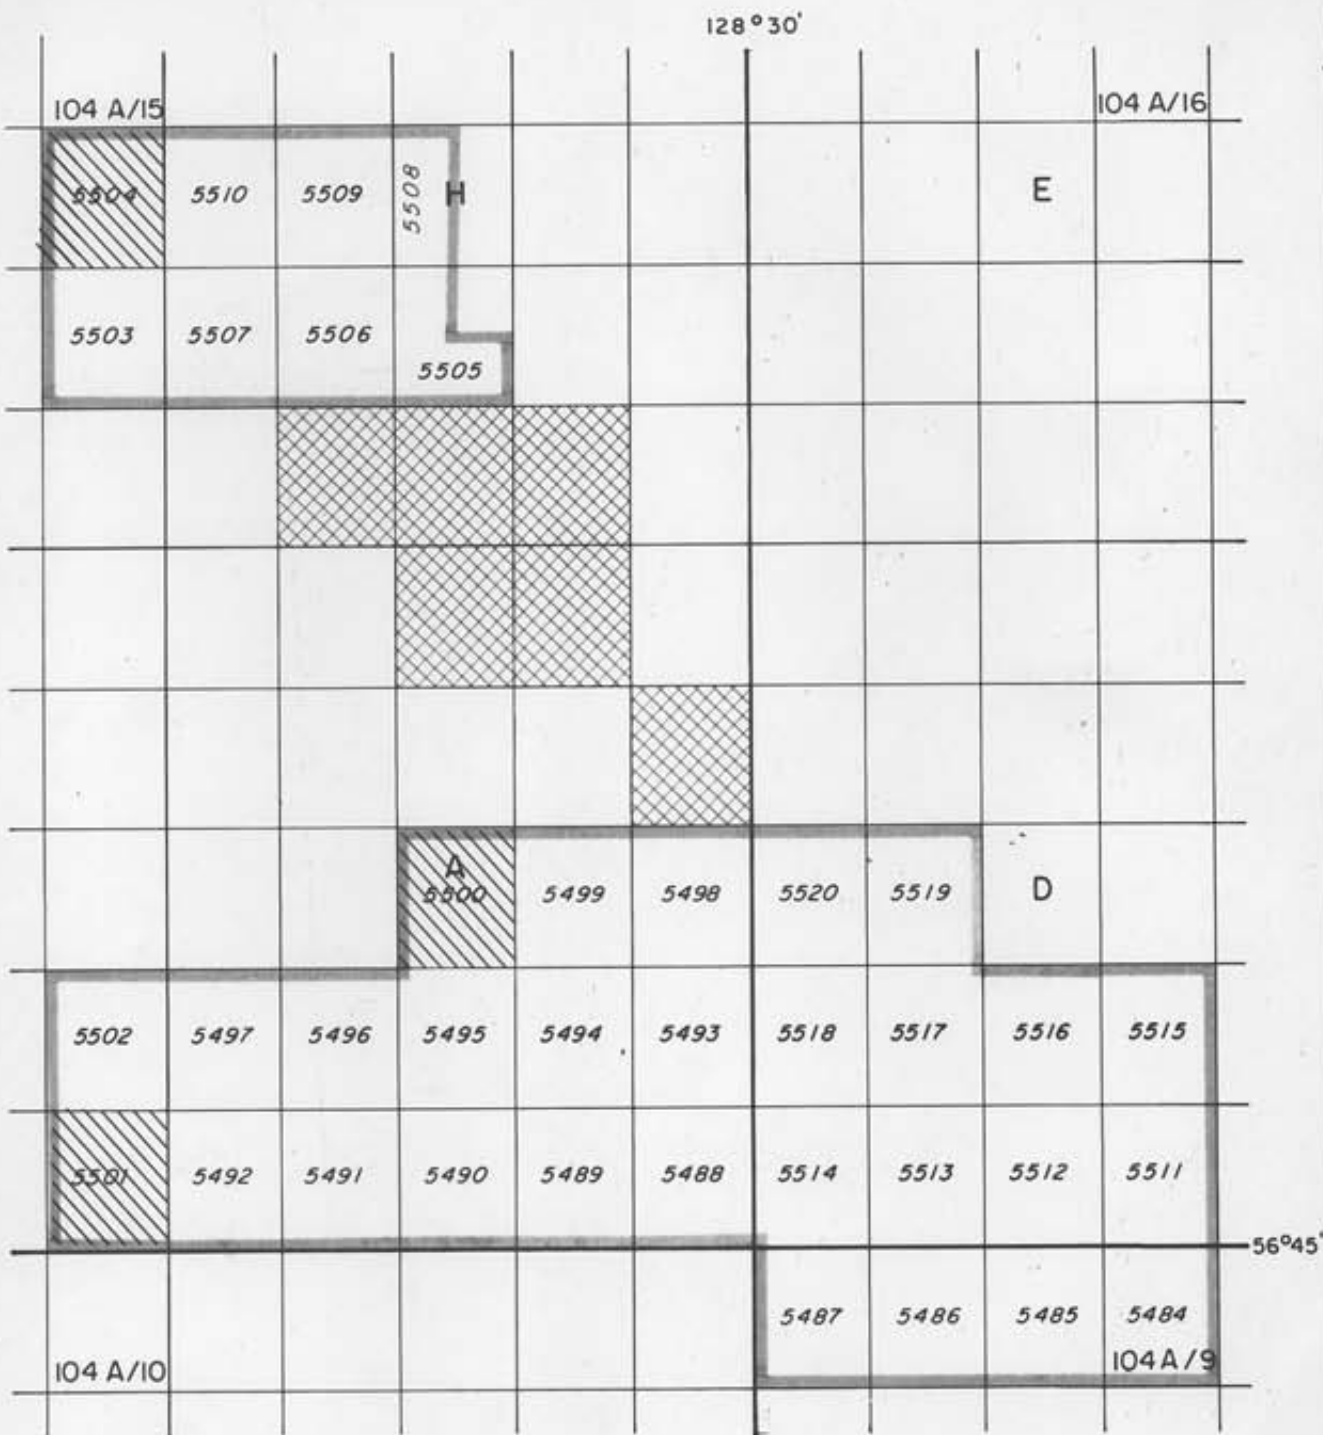 128°30'
104 A/15
104 A/16
5504 5510 5509 5508 H E
5503 5507 5506
5505
A
5500 5499 5498 5520 5519 D
5502 5497 5496 5495 5494 5493 5518 5517 5516 5515
5501 5492 5491 5490 5489 5488 5514 5513 5512 5511
56°45'
5487 5486 5485 5484
104 A/10
104 A/9